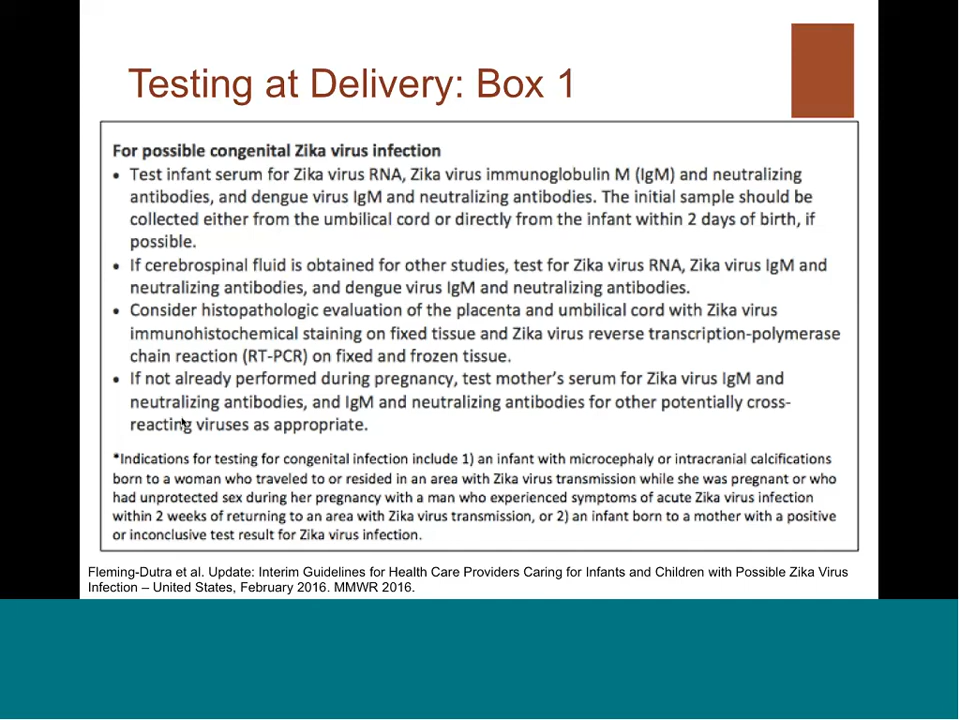 Testing at Delivery: Box 1
For possible congenital Zika virus infection
• Test infant serum for Zika virus RNA, Zika virus immunoglobulin M (IgM) and neutralizing
antibodies, and dengue virus IgM and neutralizing antibodies. The initial sample should be
collected either from the umbilical cord or directly from the infant within 2 days of birth, if
possible.
• If cerebrospinal fluid is obtained for other studies, test for Zika virus RNA, Zika virus IgM and
neutralizing antibodies, and dengue virus IgM and neutralizing antibodies.
• Consider histopathologic evaluation of the placenta and umbilical cord with Zika virus
immunohistochemical staining on fixed tissue and Zika virus reverse transcription-polymerase
chain reaction (RT-PCR) on fixed and frozen tissue.
• If not already performed during pregnancy, test mother's serum for Zika virus IgM and
neutralizing antibodies, and IgM and neutralizing antibodies for other potentially cross-
reacting viruses as appropriate.
*Indications for testing for congenital infection include 1) an infant with microcephaly or intracranial calcifications
born to a woman who traveled to or resided in an area with Zika virus transmission while she was pregnant or who
had unprotected sex during her pregnancy with a man who experienced symptoms of acute Zika virus infection
within 2 weeks of returning to an area with Zika virus transmission, or 2) an infant born to a mother with a positive
or inconclusive test result for Zika virus infection.
Fleming-Dutra et al. Update: Interim Guidelines for Health Care Providers Caring for Infants and Children with Possible Zika Virus
Infection – United States, February 2016. MMWR 2016.